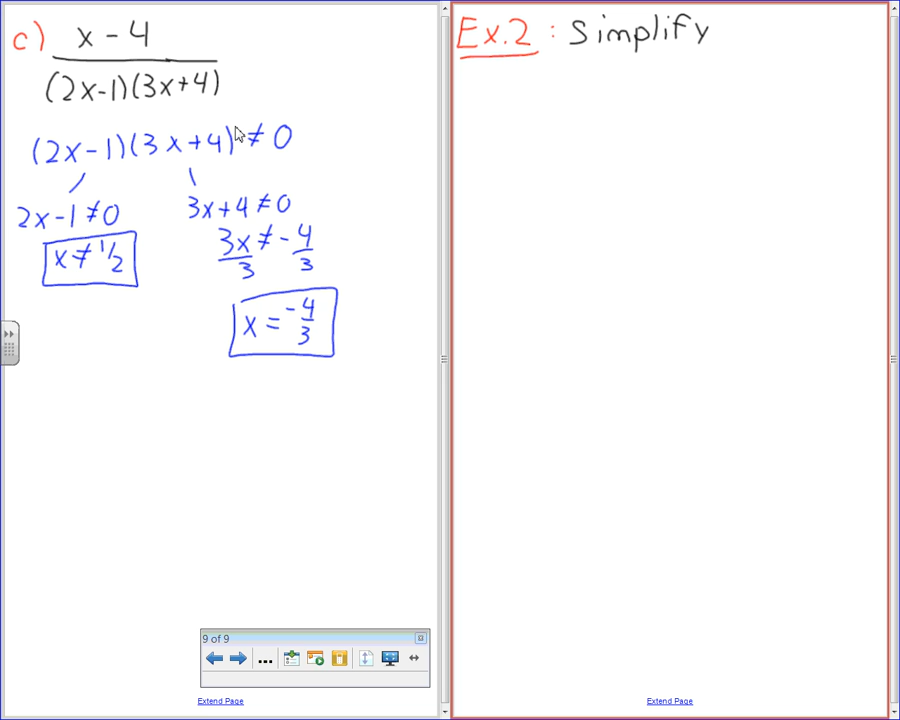 c) x - 4
(2x-1)(3x+4)
(2x-1)(3x+4) ≠ 0
2x-1 ≠ 0
3x+4 ≠ 0
x ≠ 1/2
3x ≠ -4
3 3
x = -4/3
9 of 9
Extend Page
Ex.2 : Simplify
Extend Page